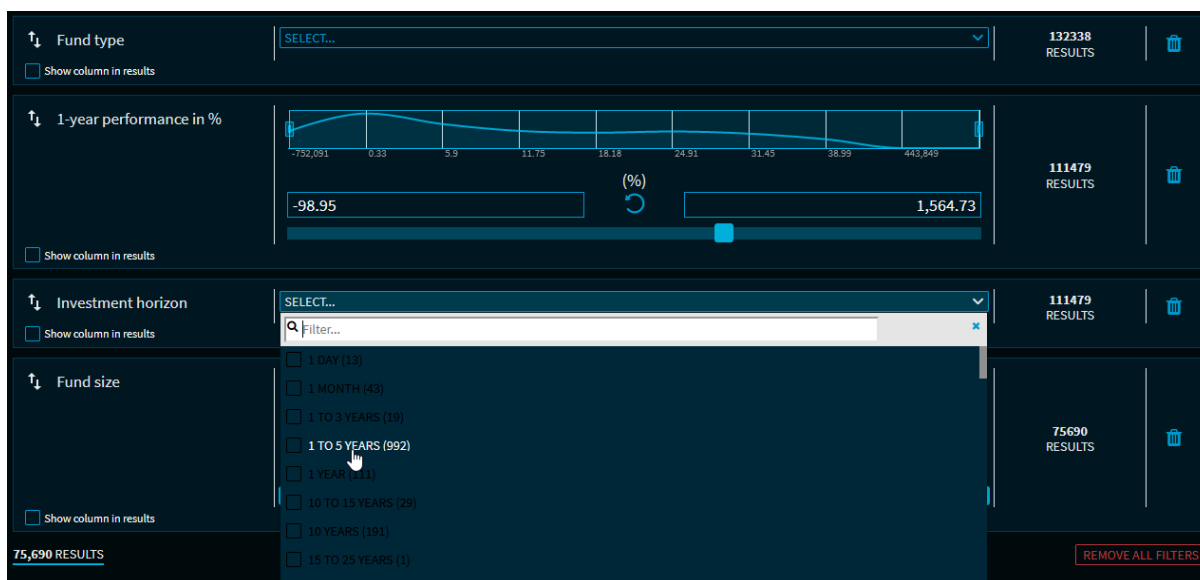 Fund type
SELECT...
132338
RESULTS
Show column in results
1-year performance in %
-752,091 0.33 5.9 11.75 18.18 24.91 31.45 38.99 443,849
(%)
-98.95
1,564.73
111479
RESULTS
Show column in results
Investment horizon
SELECT...
111479
RESULTS
Show column in results
Filter...
1 DAY (13)
1 MONTH (43)
1 TO 3 YEARS (19)
1 TO 5 YEARS (992)
1 YEAR (111)
10 TO 15 YEARS (29)
10 YEARS (191)
15 TO 25 YEARS (1)
Fund size
75690
RESULTS
Show column in results
75,690 RESULTS
REMOVE ALL FILTERS